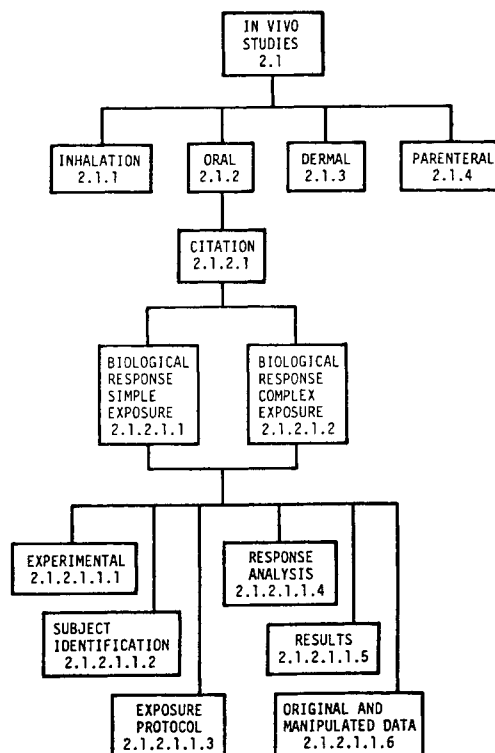 IN VIVO
STUDIES
2.1
INHALATION
2.1.1
ORAL
2.1.2
DERMAL
2.1.3
PARENTERAL
2.1.4
CITATION
2.1.2.1
BIOLOGICAL
RESPONSE
SIMPLE
EXPOSURE
2.1.2.1.1
BIOLOGICAL
RESPONSE
COMPLEX
EXPOSURE
2.1.2.1.2
EXPERIMENTAL
2.1.2.1.1.1
RESPONSE
ANALYSIS
2.1.2.1.1.4
SUBJECT
IDENTIFICATION
2.1.2.1.1.2
RESULTS
2.1.2.1.1.5
EXPOSURE
PROTOCOL
2.1.2.1.1.3
ORIGINAL AND
MANIPULATED DATA
2.1.2.1.1.6